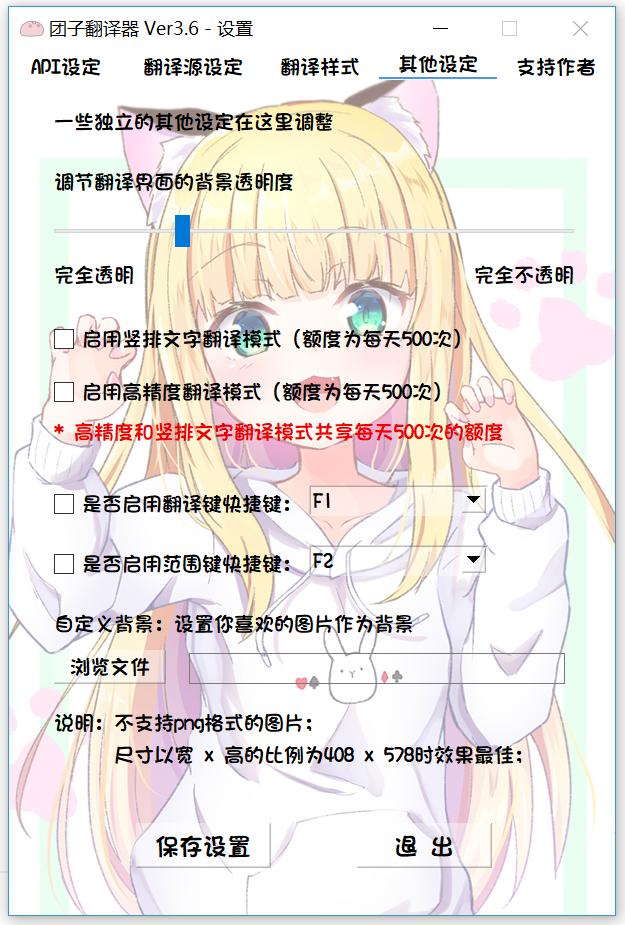 团子翻译器 Ver3.6 - 设置
API设定 翻译源设定 翻译样式 其他设定 支持作者
一些独立的其他设定在这里调整
调节翻译界面的背景透明度
完全透明 完全不透明
启用竖排文字翻译模式（额度为每天500次）
启用高精度翻译模式（额度为每天500次）
* 高精度和竖排文字翻译模式共享每天500次的额度
是否启用翻译键快捷键： F1
是否启用范围键快捷键： F2
自定义背景：设置你喜欢的图片作为背景
浏览文件
说明：不支持png格式的图片；
尺寸以宽 x 高的比例为408 x 578时效果最佳；
保存设置 退 出